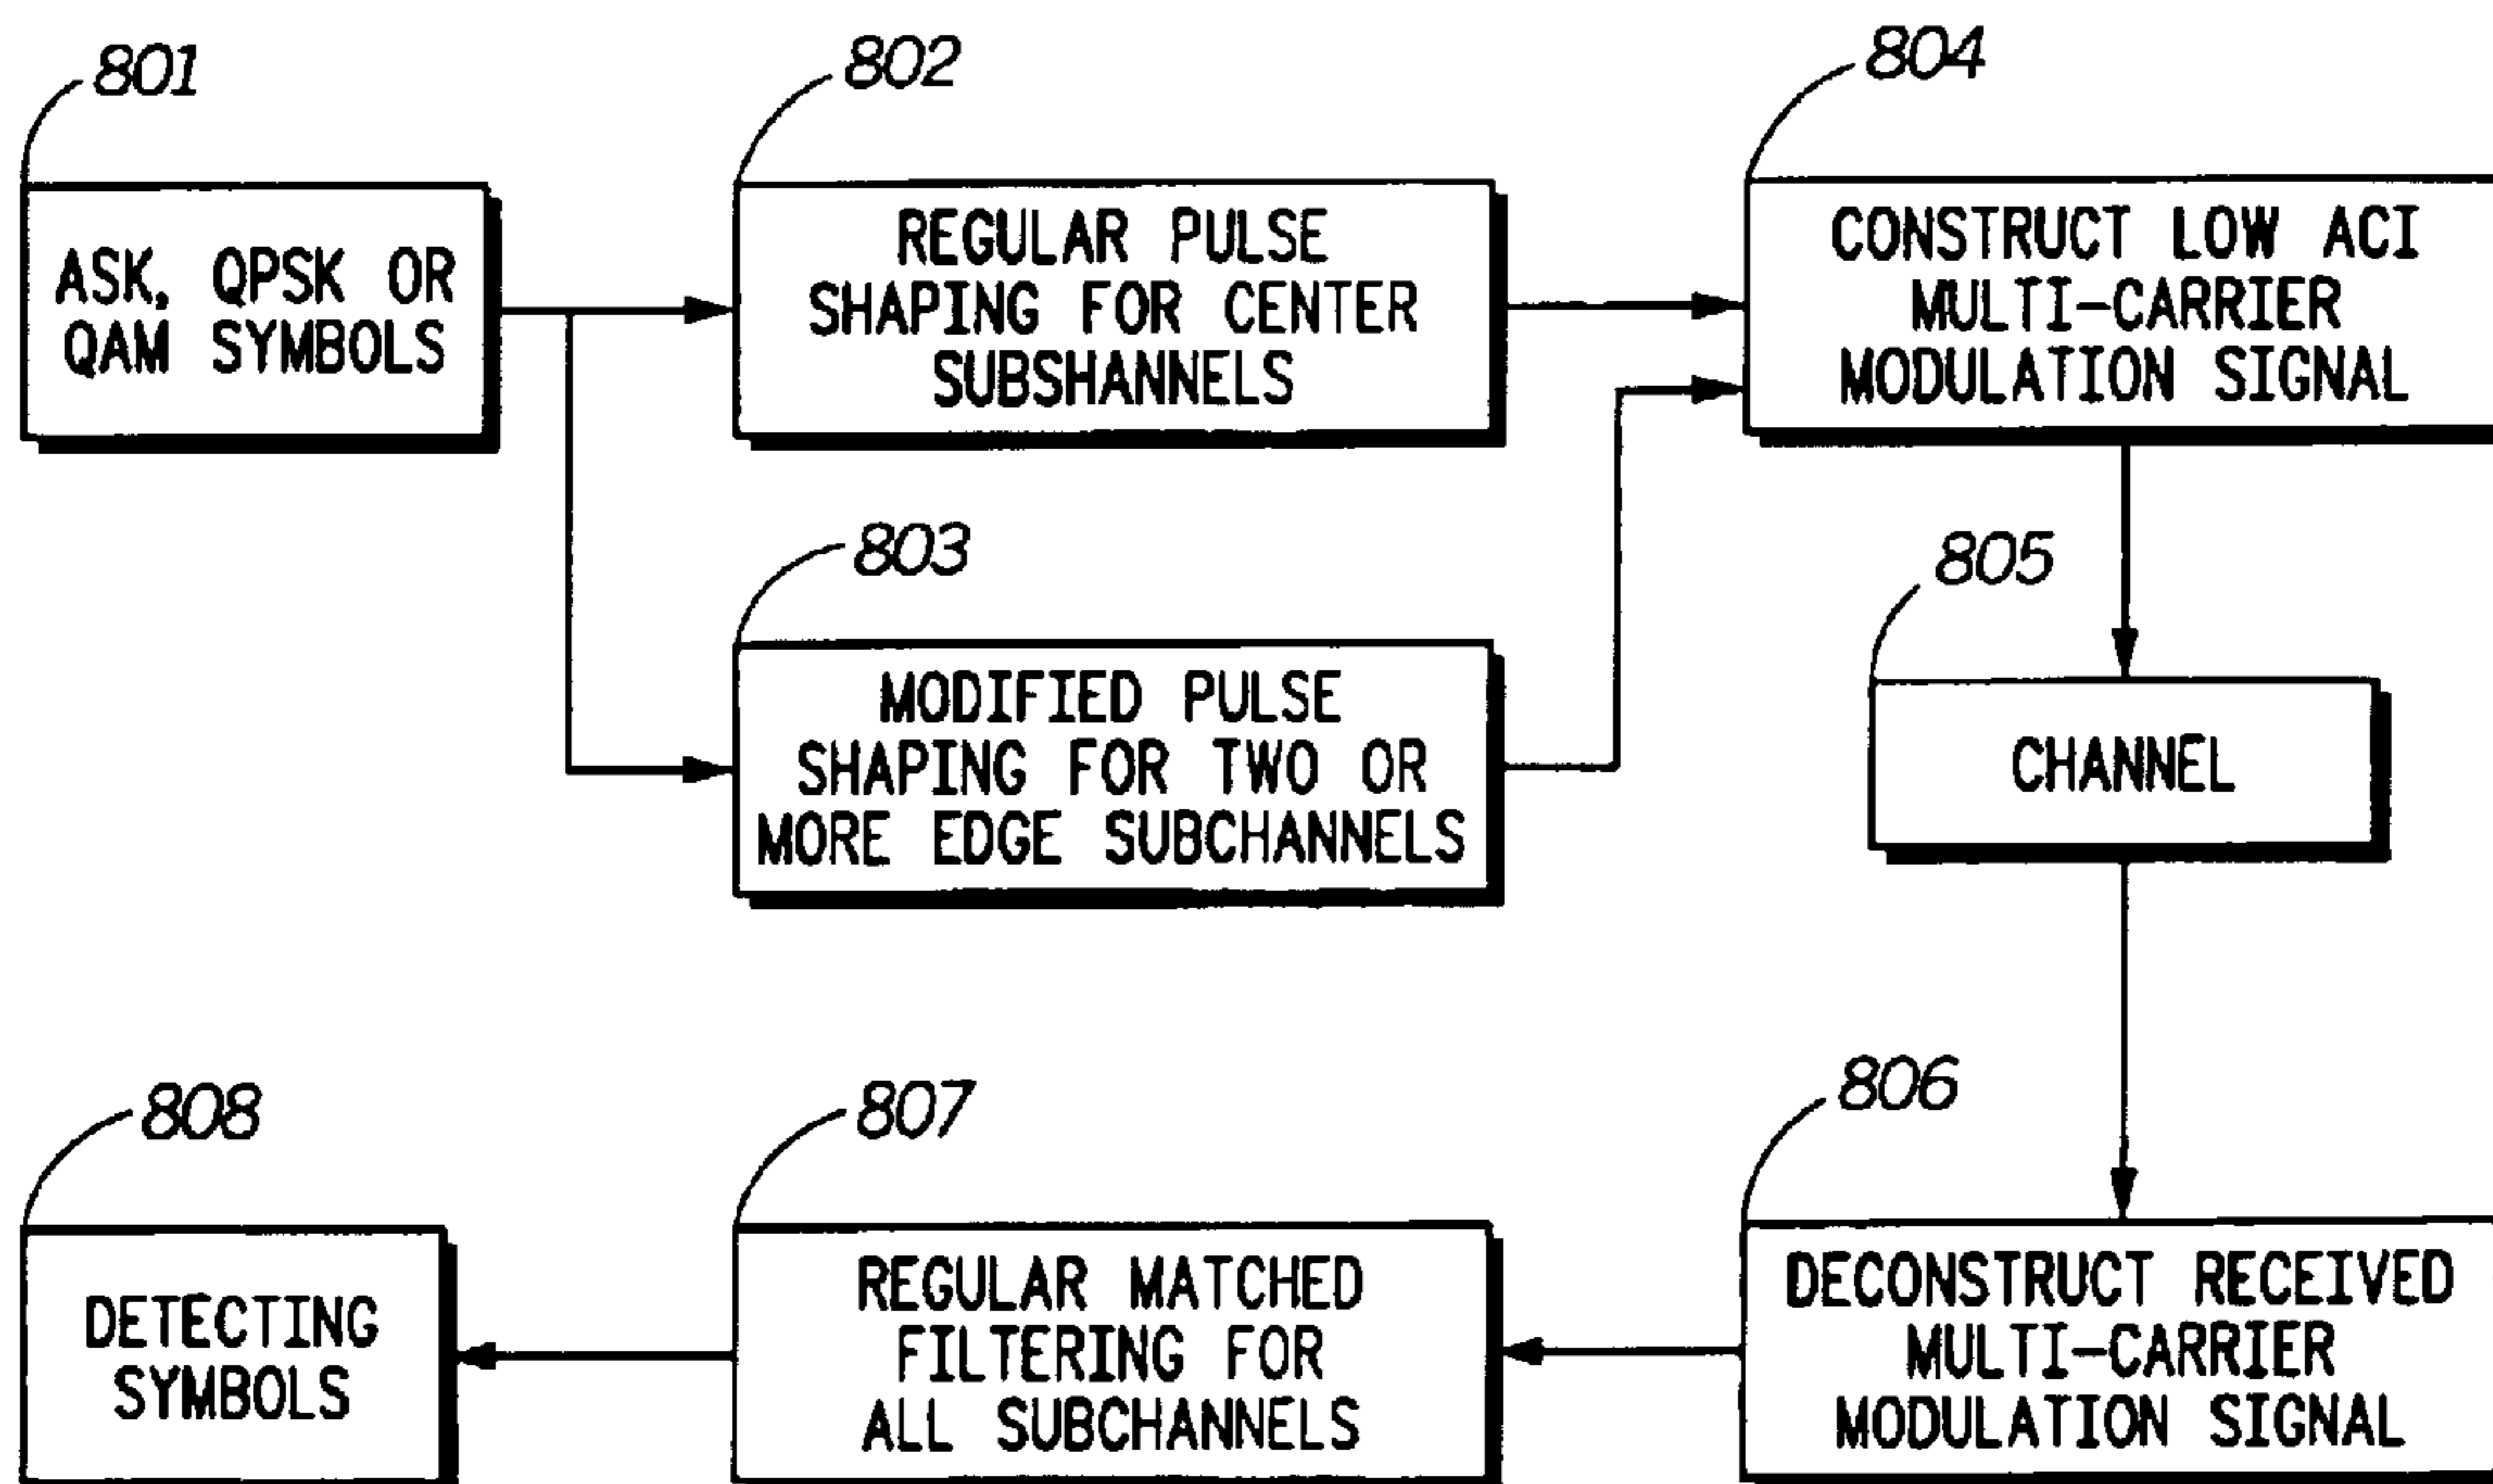 801
ASK, QPSK OR
QAM SYMBOLS
802
REGULAR PULSE
SHAPING FOR CENTER
SUBSHANNELS
804
CONSTRUCT LOW ACI
MULTI-CARRIER
MODULATION SIGNAL
803
MODIFIED PULSE
SHAPING FOR TWO OR
MORE EDGE SUBCHANNELS
805
CHANNEL
806
DECONSTRUCT RECEIVED
MULTI-CARRIER
MODULATION SIGNAL
807
REGULAR MATCHED
FILTERING FOR
ALL SUBCHANNELS
808
DETECTING
SYMBOLS